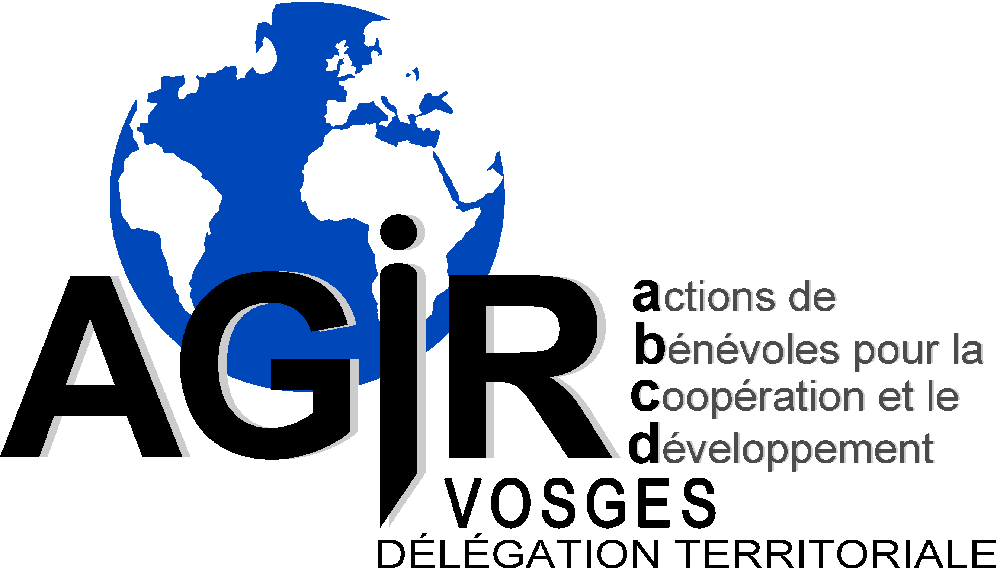 AGiR
actions de
bénévoles pour la
coopération et le
développement
VOSGES
DÉLÉGATION TERRITORIALE